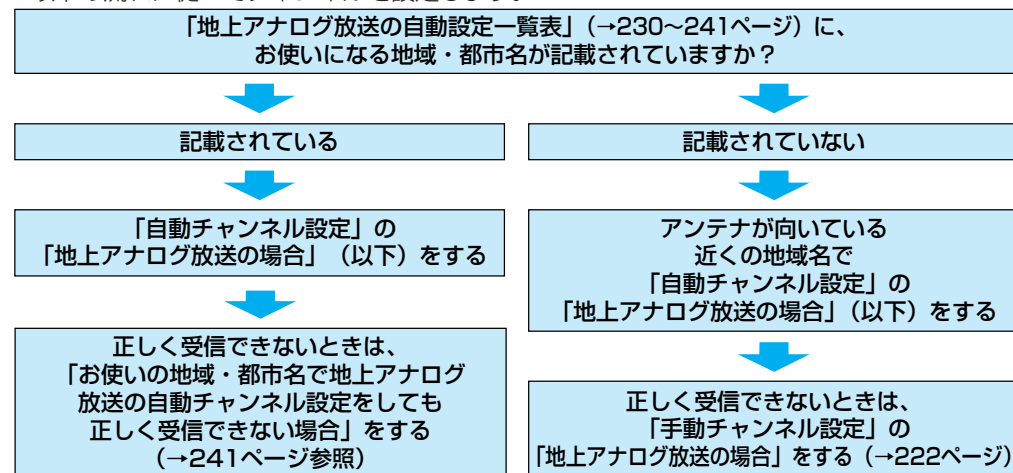 「地上アナログ放送の自動設定一覧表」(→230〜241ページ)に、
お使いになる地域・都市名が記載されていますか?
記載されている
「自動チャンネル設定」の
「地上アナログ放送の場合」(以下)をする
正しく受信できないときは、
「お使いの地域・都市名で地上アナログ
放送の自動チャンネル設定をしても
正しく受信できない場合」をする
(→241ページ参照)
記載されていない
アンテナが向いている
近くの地域名で
「自動チャンネル設定」の
「地上アナログ放送の場合」(以下)をする
正しく受信できないときは、
「手動チャンネル設定」の
「地上アナログ放送の場合」をする(→222ページ)